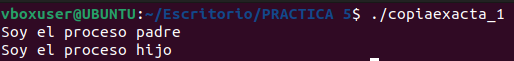 vboxuser@UBUNTU:~/Escritorio/PRACTICA 5$ ./copiaexacta_1
Soy el proceso padre
Soy el proceso hijo